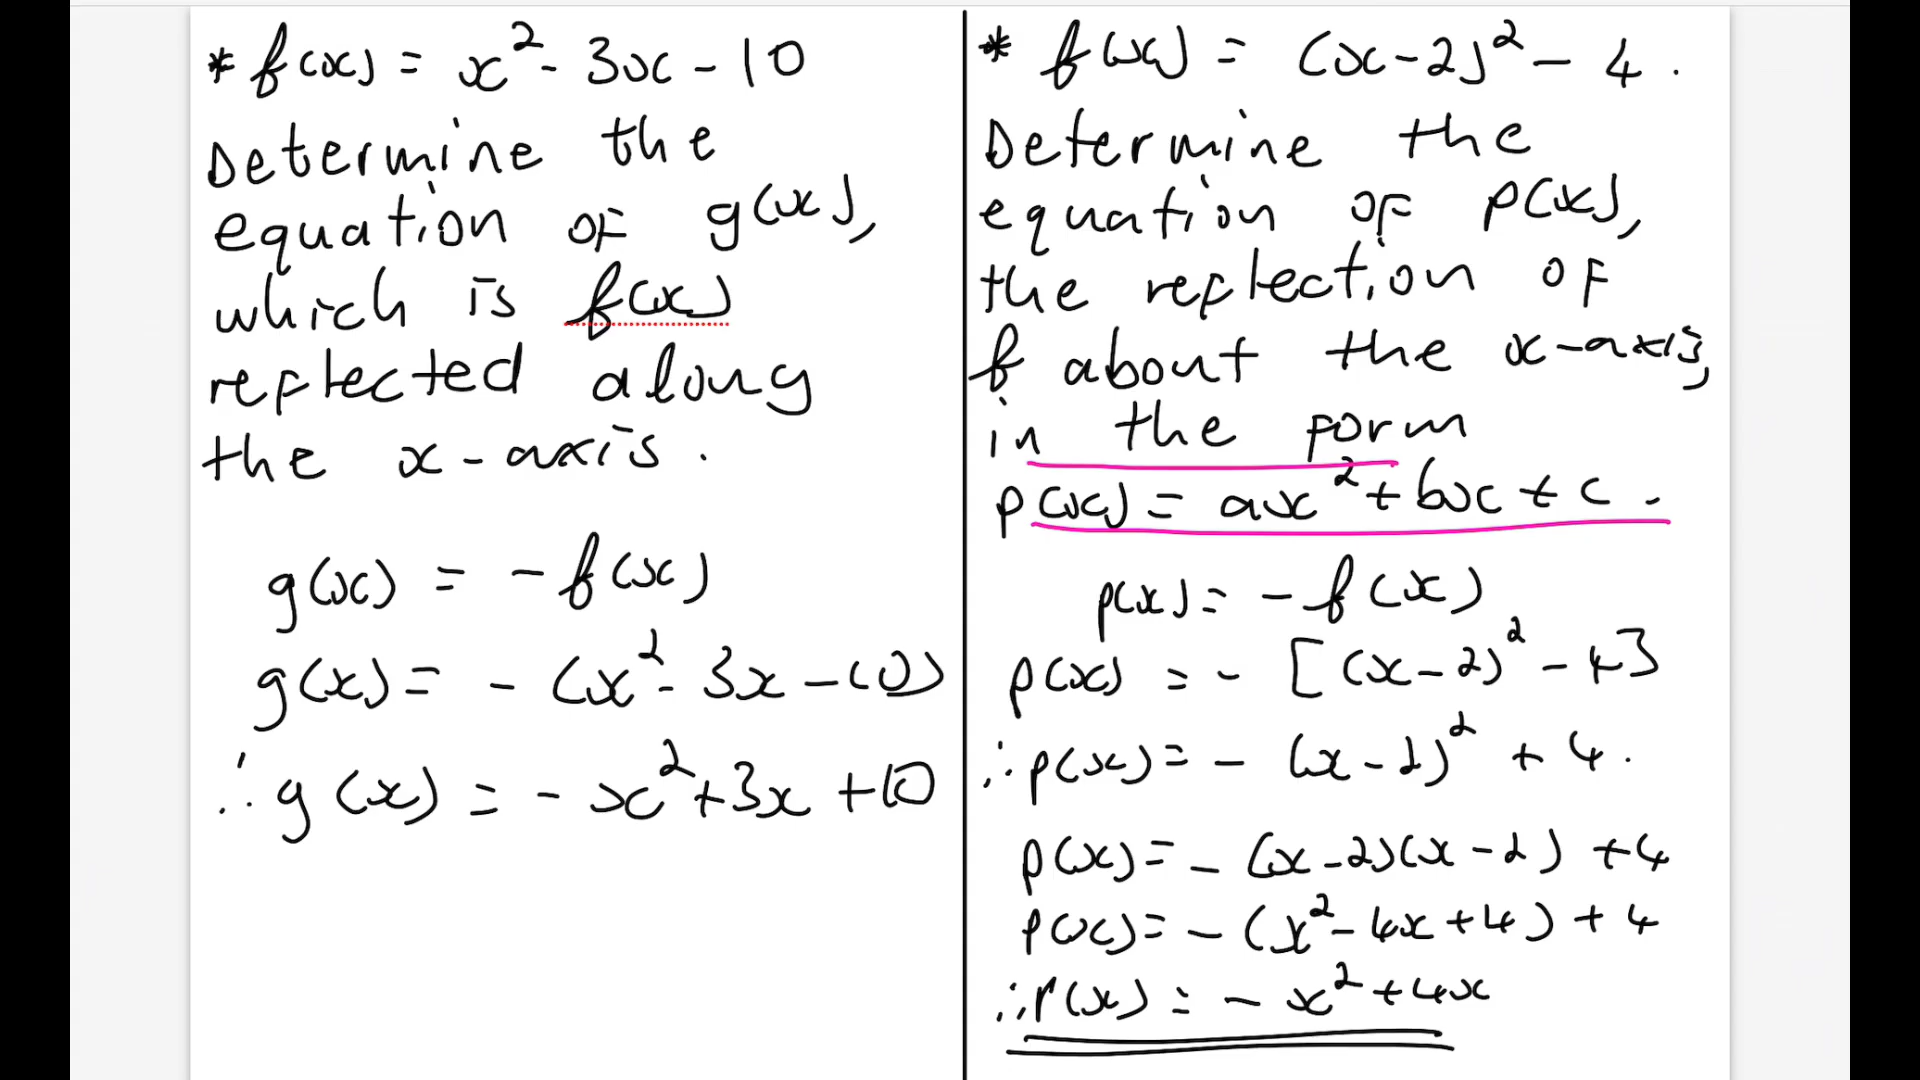 * f(x) = x² - 3x - 10
Determine the
equation of g(x),
which is f(x)
reflected along
the x-axis.
g(x) = - f(x)
g(x) = - (x² - 3x - 10)
∴ g(x) = - x² + 3x + 10
* f(x) = (x - 2)² - 4.
Determine the
equation of p(x),
the reflection of
f about the x-axis,
in the form
p(x) = ax² + bx + c.
p(x) = - f(x)
p(x) = - [(x - 2)² - 4]
∴ p(x) = - (x - 2)² + 4.
p(x) = - (x - 2)(x - 2) + 4
p(x) = - (x² - 4x + 4) + 4
∴ p(x) = - x² + 4x